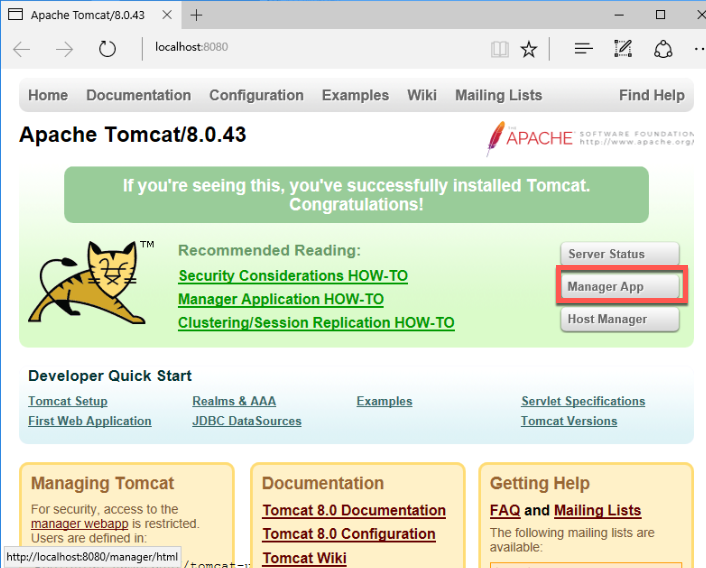 Apache Tomcat/8.0.43
localhost:8080
Home Documentation Configuration Examples Wiki Mailing Lists Find Help
Apache Tomcat/8.0.43
THE
APACHE
SOFTWARE FOUNDATION
http://www.apache.org/
If you're seeing this, you've successfully installed Tomcat.
Congratulations!
TM
Recommended Reading:
Security Considerations HOW-TO
Manager Application HOW-TO
Clustering/Session Replication HOW-TO
Server Status
Manager App
Host Manager
Developer Quick Start
Tomcat Setup
First Web Application
Realms & AAA
JDBC DataSources
Examples
Servlet Specifications
Tomcat Versions
Managing Tomcat
For security, access to the
manager webapp is restricted.
Users are defined in:
http://localhost:8080/manager/html
Documentation
Tomcat 8.0 Documentation
Tomcat 8.0 Configuration
Tomcat Wiki
Getting Help
FAQ and Mailing Lists
The following mailing lists are
available: